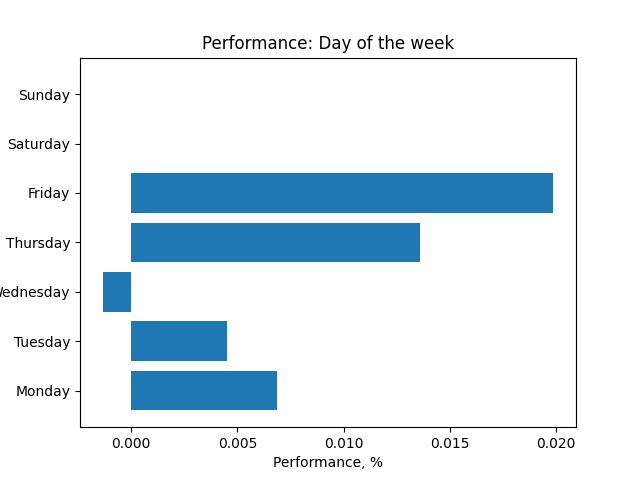 Performance: Day of the week
Sunday
Saturday
Friday
Thursday
Wednesday
Tuesday
Monday
0.000 0.005 0.010 0.015 0.020
Performance, %